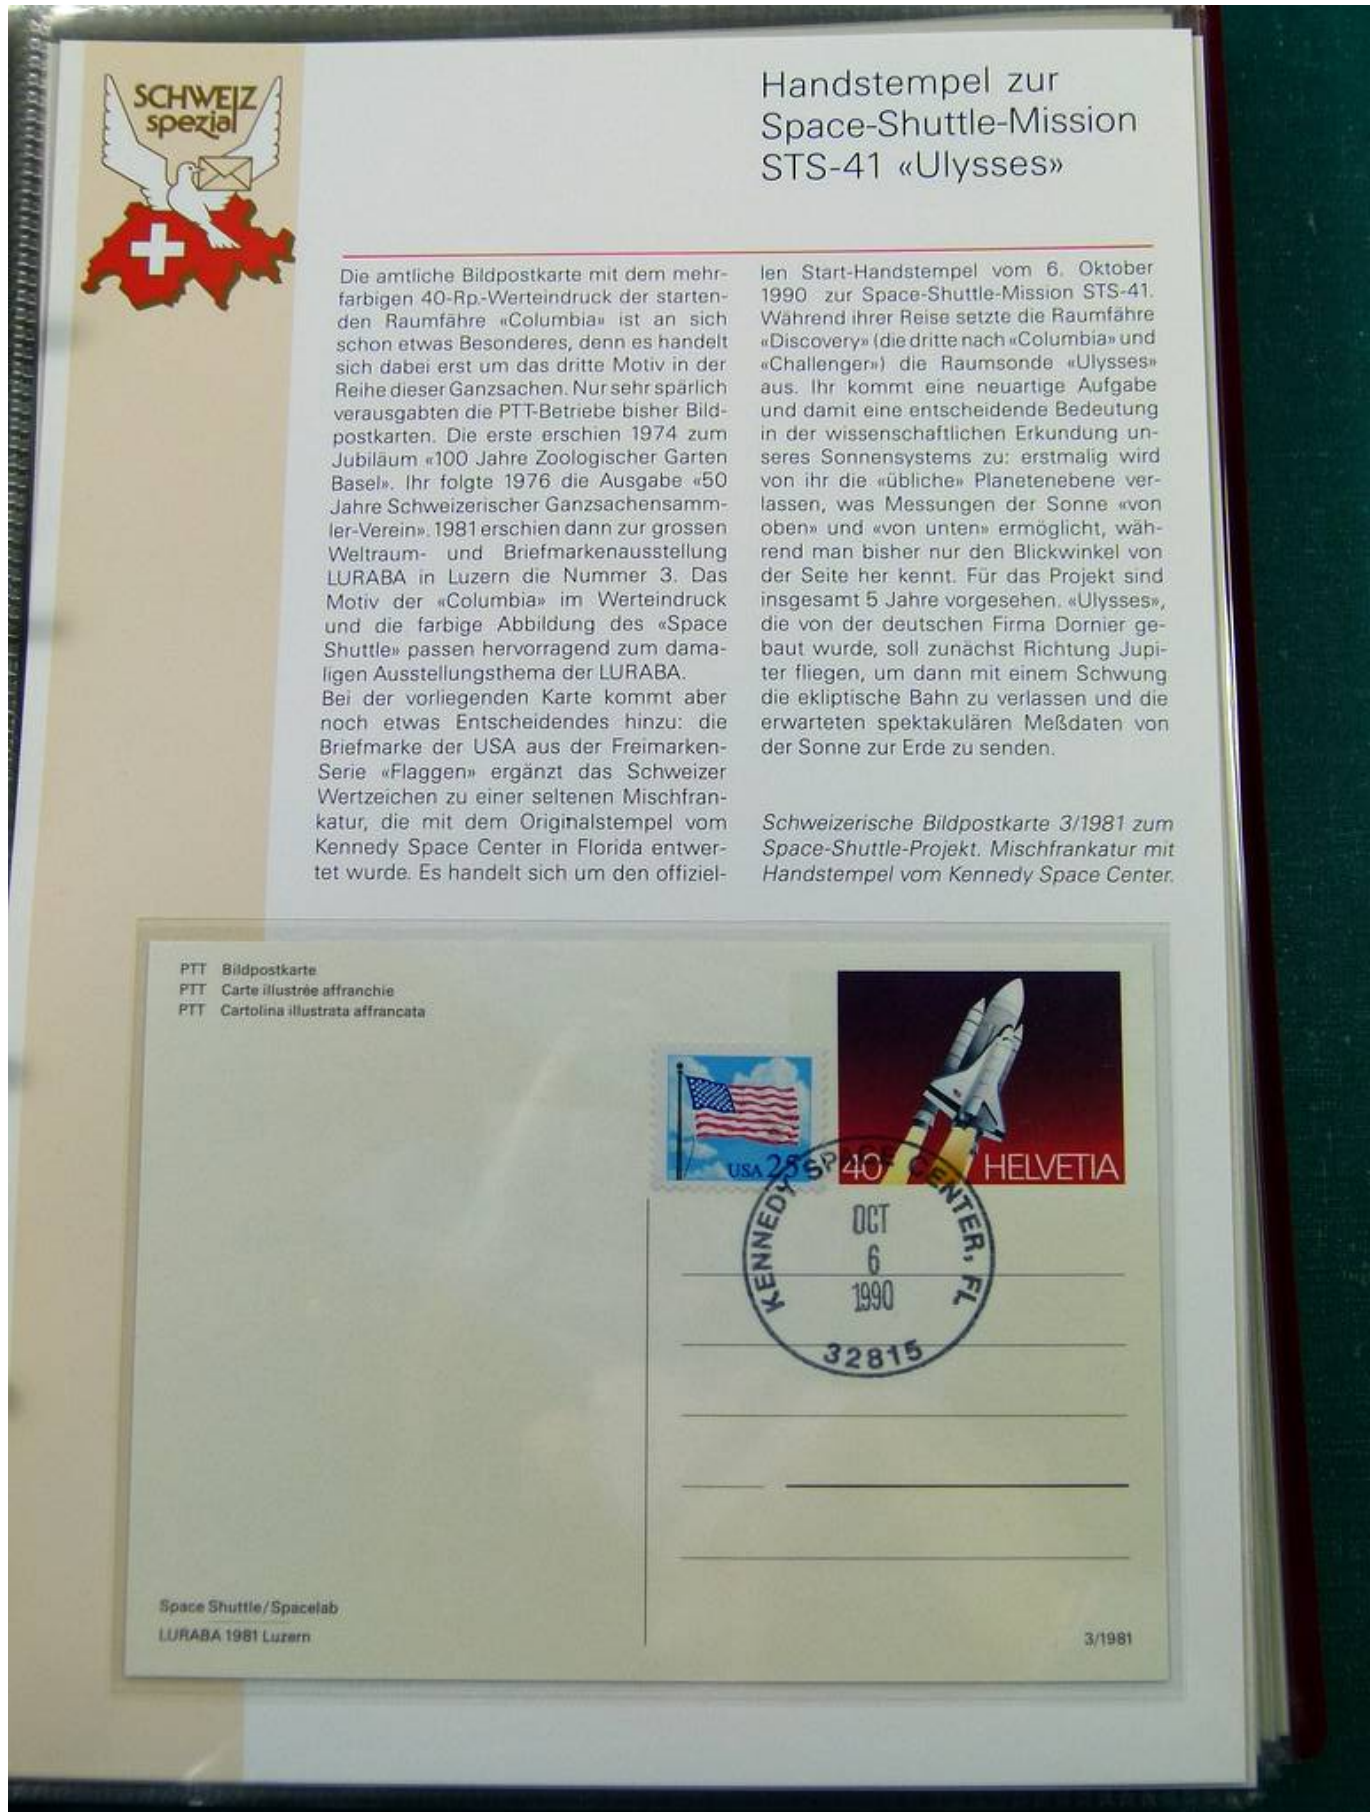 SCHWEIZ
spezial
Handstempel zur
Space-Shuttle-Mission
STS-41 «Ulysses»
Die amtliche Bildpostkarte mit dem mehr-
farbigen 40-Rp.-Werteindruck der starten-
den Raumfähre «Columbia» ist an sich
schon etwas Besonderes, denn es handelt
sich dabei erst um das dritte Motiv in der
Reihe dieser Ganzsachen. Nur sehr spärlich
verausgabten die PTT-Betriebe bisher Bild-
postkarten. Die erste erschien 1974 zum
Jubiläum «100 Jahre Zoologischer Garten
Basel». Ihr folgte 1976 die Ausgabe «50
Jahre Schweizerischer Ganzsachensamm-
ler-Verein». 1981 erschien dann zur grossen
Weltraum- und Briefmarkenausstellung
LURABA in Luzern die Nummer 3. Das
Motiv der «Columbia» im Werteindruck
und die farbige Abbildung des «Space
Shuttle» passen hervorragend zum dama-
ligen Ausstellungsthema der LURABA.
Bei der vorliegenden Karte kommt aber
noch etwas Entscheidendes hinzu: die
Briefmarke der USA aus der Freimarken-
Serie «Flaggen» ergänzt das Schweizer
Wertzeichen zu einer seltenen Mischfran-
katur, die mit dem Originalstempel vom
Kennedy Space Center in Florida entwer-
tet wurde. Es handelt sich um den offiziel-
len Start-Handstempel vom 6. Oktober
1990 zur Space-Shuttle-Mission STS-41.
Während ihrer Reise setzte die Raumfähre
«Discovery» (die dritte nach «Columbia» und
«Challenger») die Raumsonde «Ulysses»
aus. Ihr kommt eine neuartige Aufgabe
und damit eine entscheidende Bedeutung
in der wissenschaftlichen Erkundung un-
seres Sonnensystems zu: erstmalig wird
von ihr die «übliche» Planetenebene ver-
lassen, was Messungen der Sonne «von
oben» und «von unten» ermöglicht, wäh-
rend man bisher nur den Blickwinkel von
der Seite her kennt. Für das Projekt sind
insgesamt 5 Jahre vorgesehen. «Ulysses»,
die von der deutschen Firma Dornier ge-
baut wurde, soll zunächst Richtung Jupi-
ter fliegen, um dann mit einem Schwung
die ekliptische Bahn zu verlassen und die
erwarteten spektakulären Meßdaten von
der Sonne zur Erde zu senden.
Schweizerische Bildpostkarte 3/1981 zum
Space-Shuttle-Projekt. Mischfrankatur mit
Handstempel vom Kennedy Space Center.
PTT Bildpostkarte
PTT Carte illustrée affranchie
PTT Cartolina illustrata affrancata
USA 25
40 HELVETIA
KENNEDY SPACE CENTER, FL
OCT
6
1990
32815
Space Shuttle/Spacelab
LURABA 1981 Luzern
3/1981